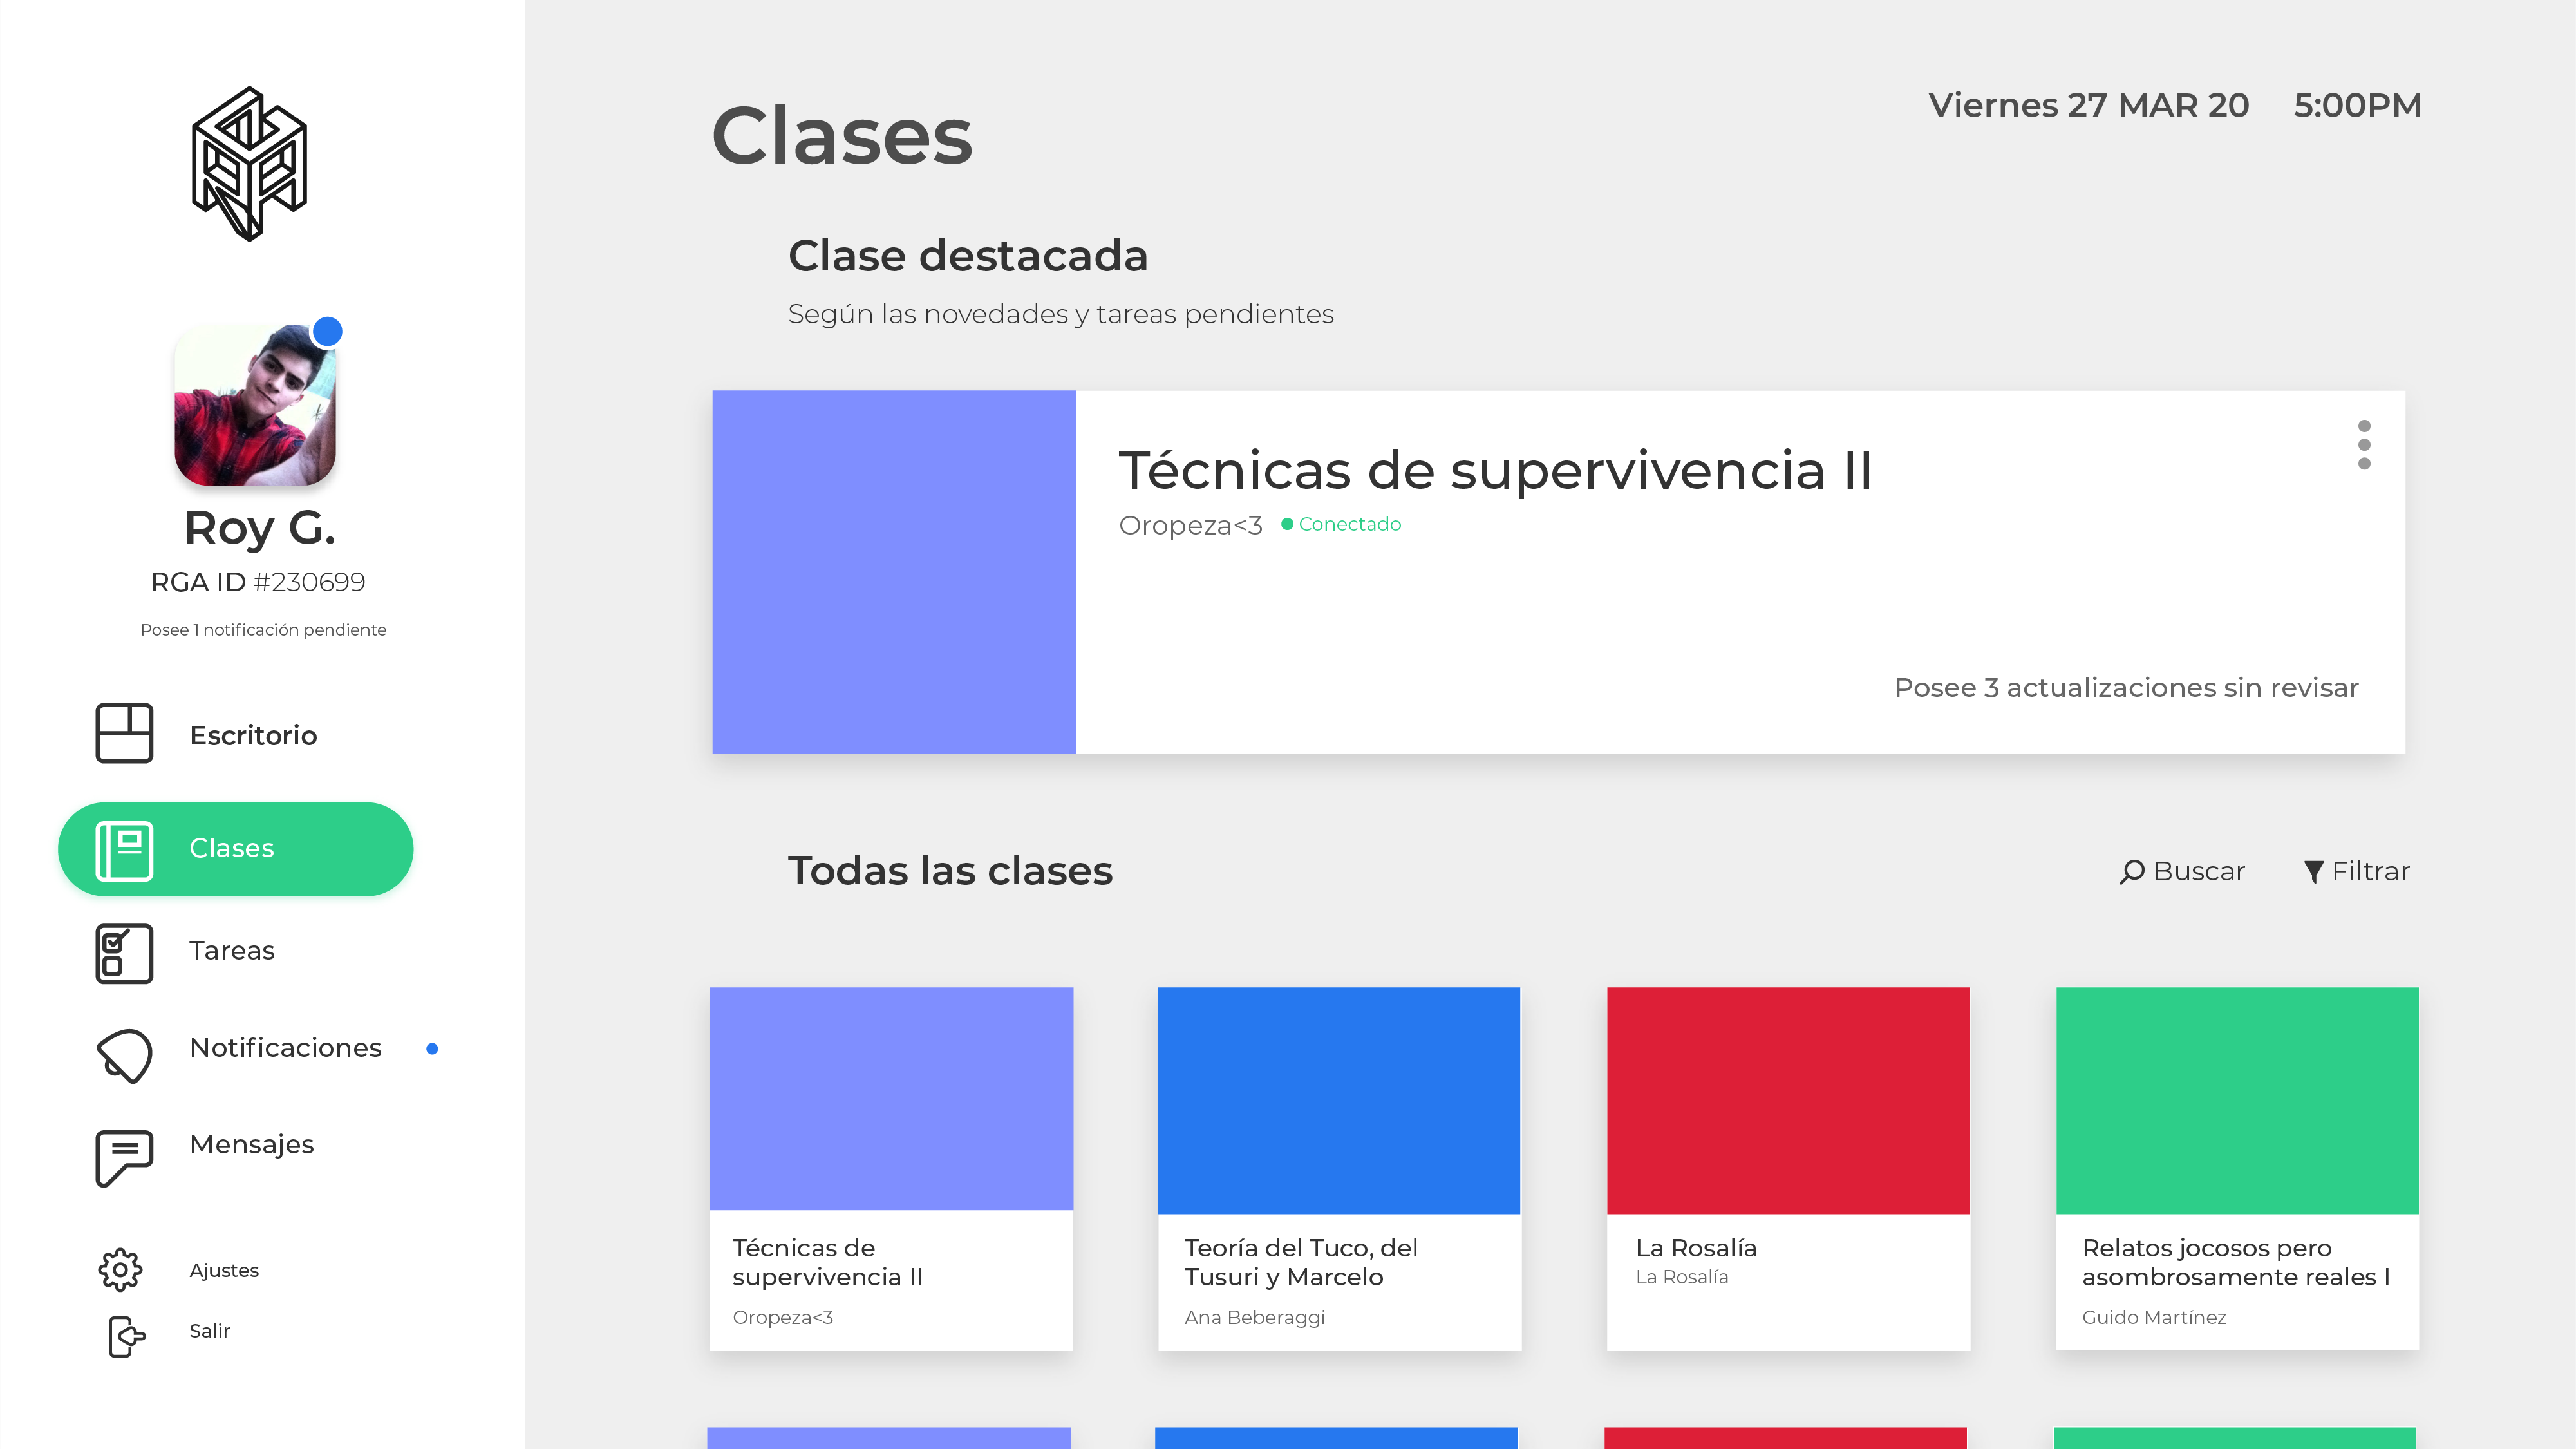 Roy G.
RGA ID #230699
Posee 1 notificación pendiente
Escritorio
Clases
Tareas
Notificaciones
Mensajes
Ajustes
Salir
Clases
Viernes 27 MAR 20 5:00PM
Clase destacada
Según las novedades y tareas pendientes
Técnicas de supervivencia II
Oropeza<3 Conectado
Posee 3 actualizaciones sin revisar
Todas las clases
Buscar Filtrar
Técnicas de
supervivencia II
Oropeza<3
Teoría del Tuco, del
Tusuri y Marcelo
Ana Beberaggi
La Rosalía
La Rosalía
Relatos jocosos pero
asombrosamente reales I
Guido Martínez